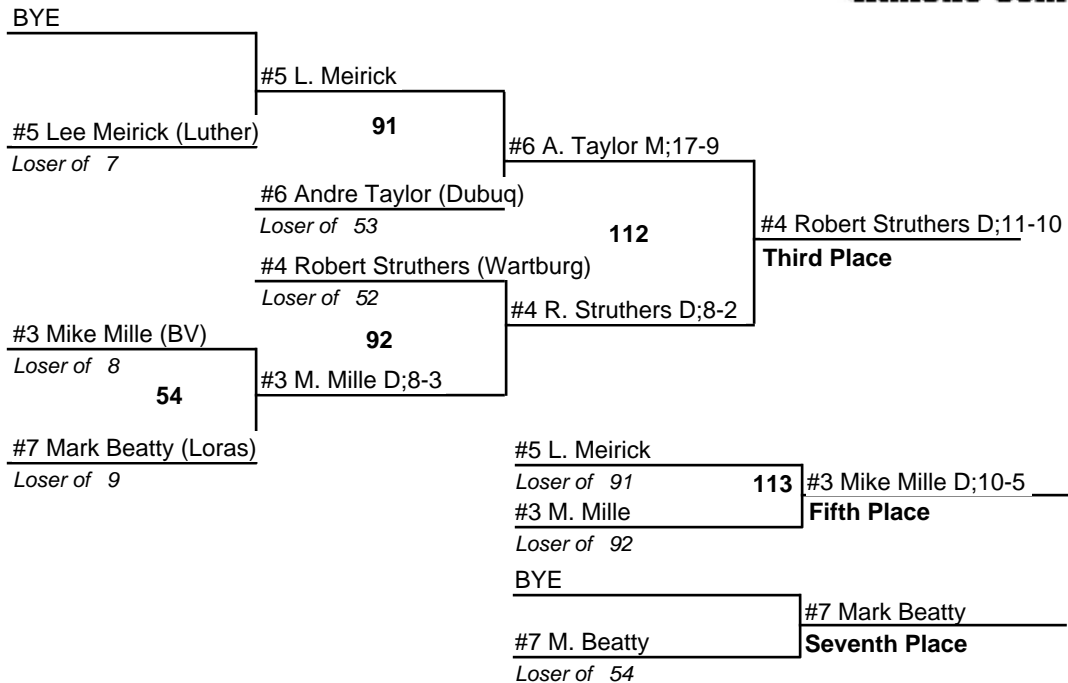 BYE
#5 L. Meirick
91
#5 Lee Meirick (Luther)
Loser of 7
#6 A. Taylor M;17-9
#6 Andre Taylor (Dubuq)
Loser of 53
112
#4 Robert Struthers D;11-10
Third Place
#4 Robert Struthers (Wartburg)
Loser of 52
#4 R. Struthers D;8-2
#3 Mike Mille (BV)
Loser of 8
92
54
#3 M. Mille D;8-3
#7 Mark Beatty (Loras)
Loser of 9
#5 L. Meirick
Loser of 91
113
#3 Mike Mille D;10-5
Fifth Place
#3 M. Mille
Loser of 92
BYE
#7 Mark Beatty
Seventh Place
#7 M. Beatty
Loser of 54